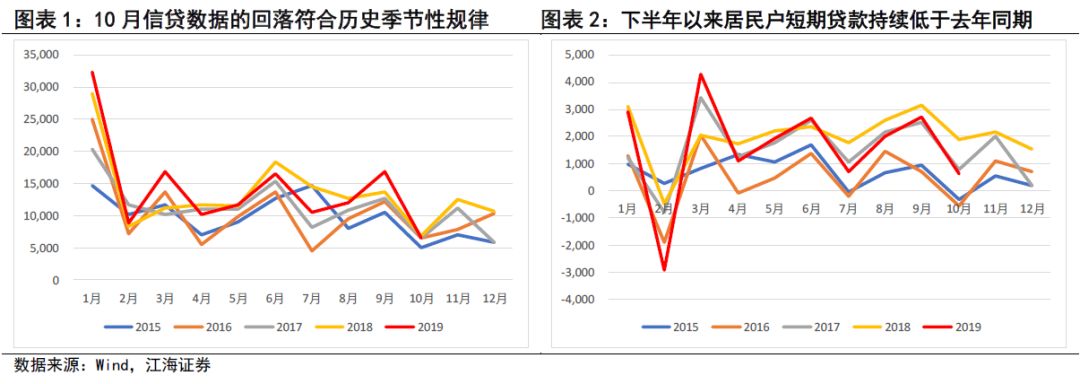 图表1：10月信贷数据的回落符合历史季节性规律
35,000
30,000
25,000
20,000
15,000
10,000
5,000
0
1月 2月 3月 4月 5月 6月 7月 8月 9月 10月 11月 12月
2015 2016 2017 2018 2019
图表2：下半年以来居民户短期贷款持续低于去年同期
5,000
4,000
3,000
2,000
1,000
0
-1,000
-2,000
-3,000
-4,000
1月 2月 3月 4月 5月 6月 7月 8月 9月 10月 11月 12月
2015 2016 2017 2018 2019
数据来源：Wind，江海证券